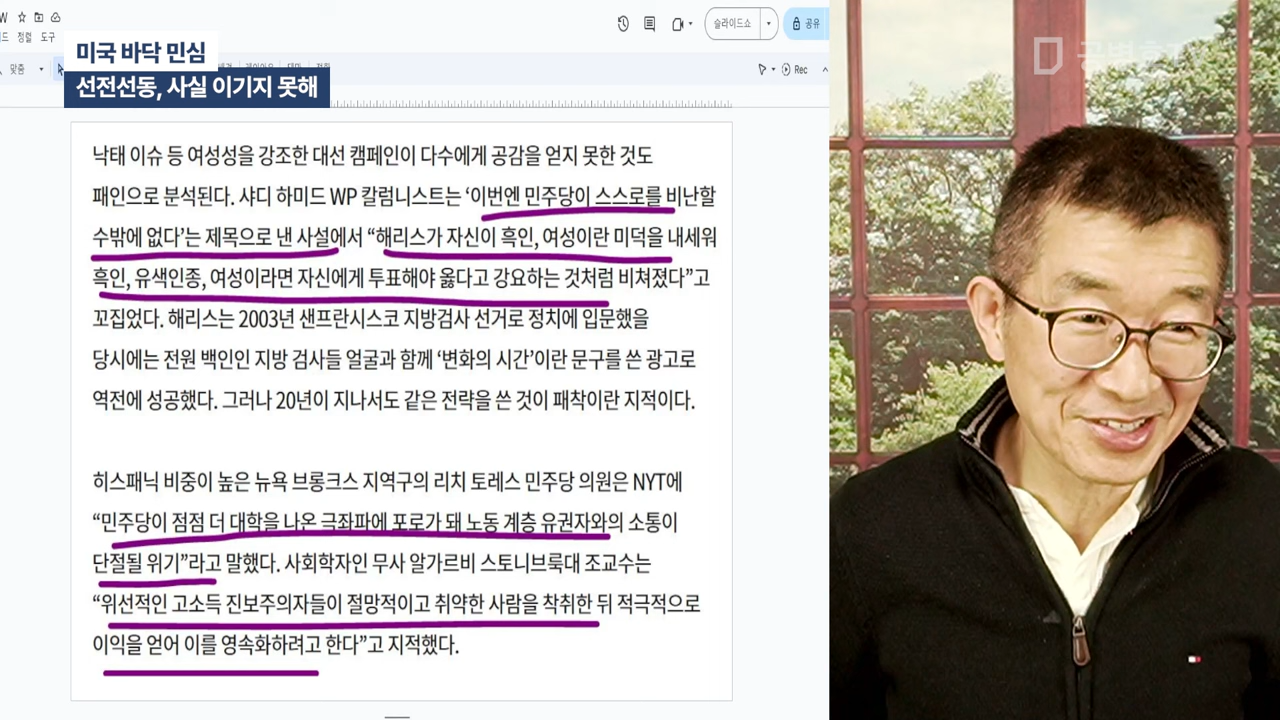 W
드 정렬 도구
슬라이드쇼
공유
맞춤
Rec
미국 바닥 민심
선전선동, 사실 이기지 못해
낙태 이슈 등 여성성을 강조한 대선 캠페인이 다수에게 공감을 얻지 못한 것도
패인으로 분석된다. 샤디 하미드 WP 칼럼니스트는 ‘이번엔 민주당이 스스로를 비난할
수밖에 없다’는 제목으로 낸 사설에서 “해리스가 자신이 흑인, 여성이란 미덕을 내세워
흑인, 유색인종, 여성이라면 자신에게 투표해야 옳다고 강요하는 것처럼 비쳐졌다”고
꼬집었다. 해리스는 2003년 샌프란시스코 지방검사 선거로 정치에 입문했을
당시에는 전원 백인인 지방 검사들 얼굴과 함께 ‘변화의 시간’이란 문구를 쓴 광고로
역전에 성공했다. 그러나 20년이 지나서도 같은 전략을 쓴 것이 패착이란 지적이다.
히스패닉 비중이 높은 뉴욕 브롱크스 지역구의 리치 토레스 민주당 의원은 NYT에
“민주당이 점점 더 대학을 나온 극좌파에 포로가 돼 노동 계층 유권자와의 소통이
단절될 위기”라고 말했다. 사회학자인 무사 알가르비 스토니브룩대 조교수는
“위선적인 고소득 진보주의자들이 절망적이고 취약한 사람을 착취한 뒤 적극적으로
이익을 얻어 이를 영속화하려고 한다”고 지적했다.